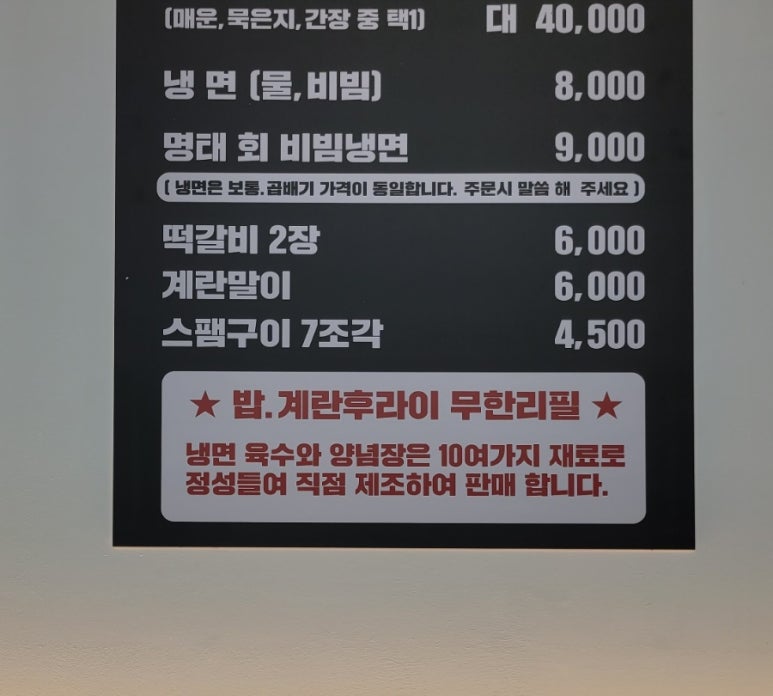 (매운,묵은지,간장 중 택1) 대 40,000
냉 면 (물,비빔) 8,000
명태 회 비빔냉면 9,000
( 냉면은 보통.곱배기 가격이 동일합니다. 주문시 말씀 해 주세요 )
떡갈비 2장 6,000
계란말이 6,000
스팸구이 7조각 4,500
★ 밥.계란후라이 무한리필 ★
냉면 육수와 양념장은 10여가지 재료로
정성들여 직점 제조하여 판매 합니다.